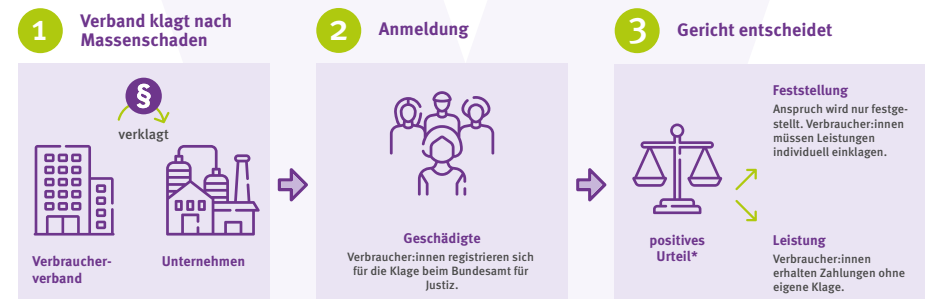 1
Verband klagt nach
Massenschaden
§
verklagt
Verbraucher-
verband
Unternehmen
2
Anmeldung
Geschädigte
Verbraucher:innen registrieren sich
für die Klage beim Bundesamt für
Justiz.
3
Gericht entscheidet
positives
Urteil*
Feststellung
Anspruch wird nur festge-
stellt. Verbraucher:innen
müssen Leistungen
individuell einklagen.
Leistung
Verbraucher:innen
erhalten Zahlungen ohne
eigene Klage.